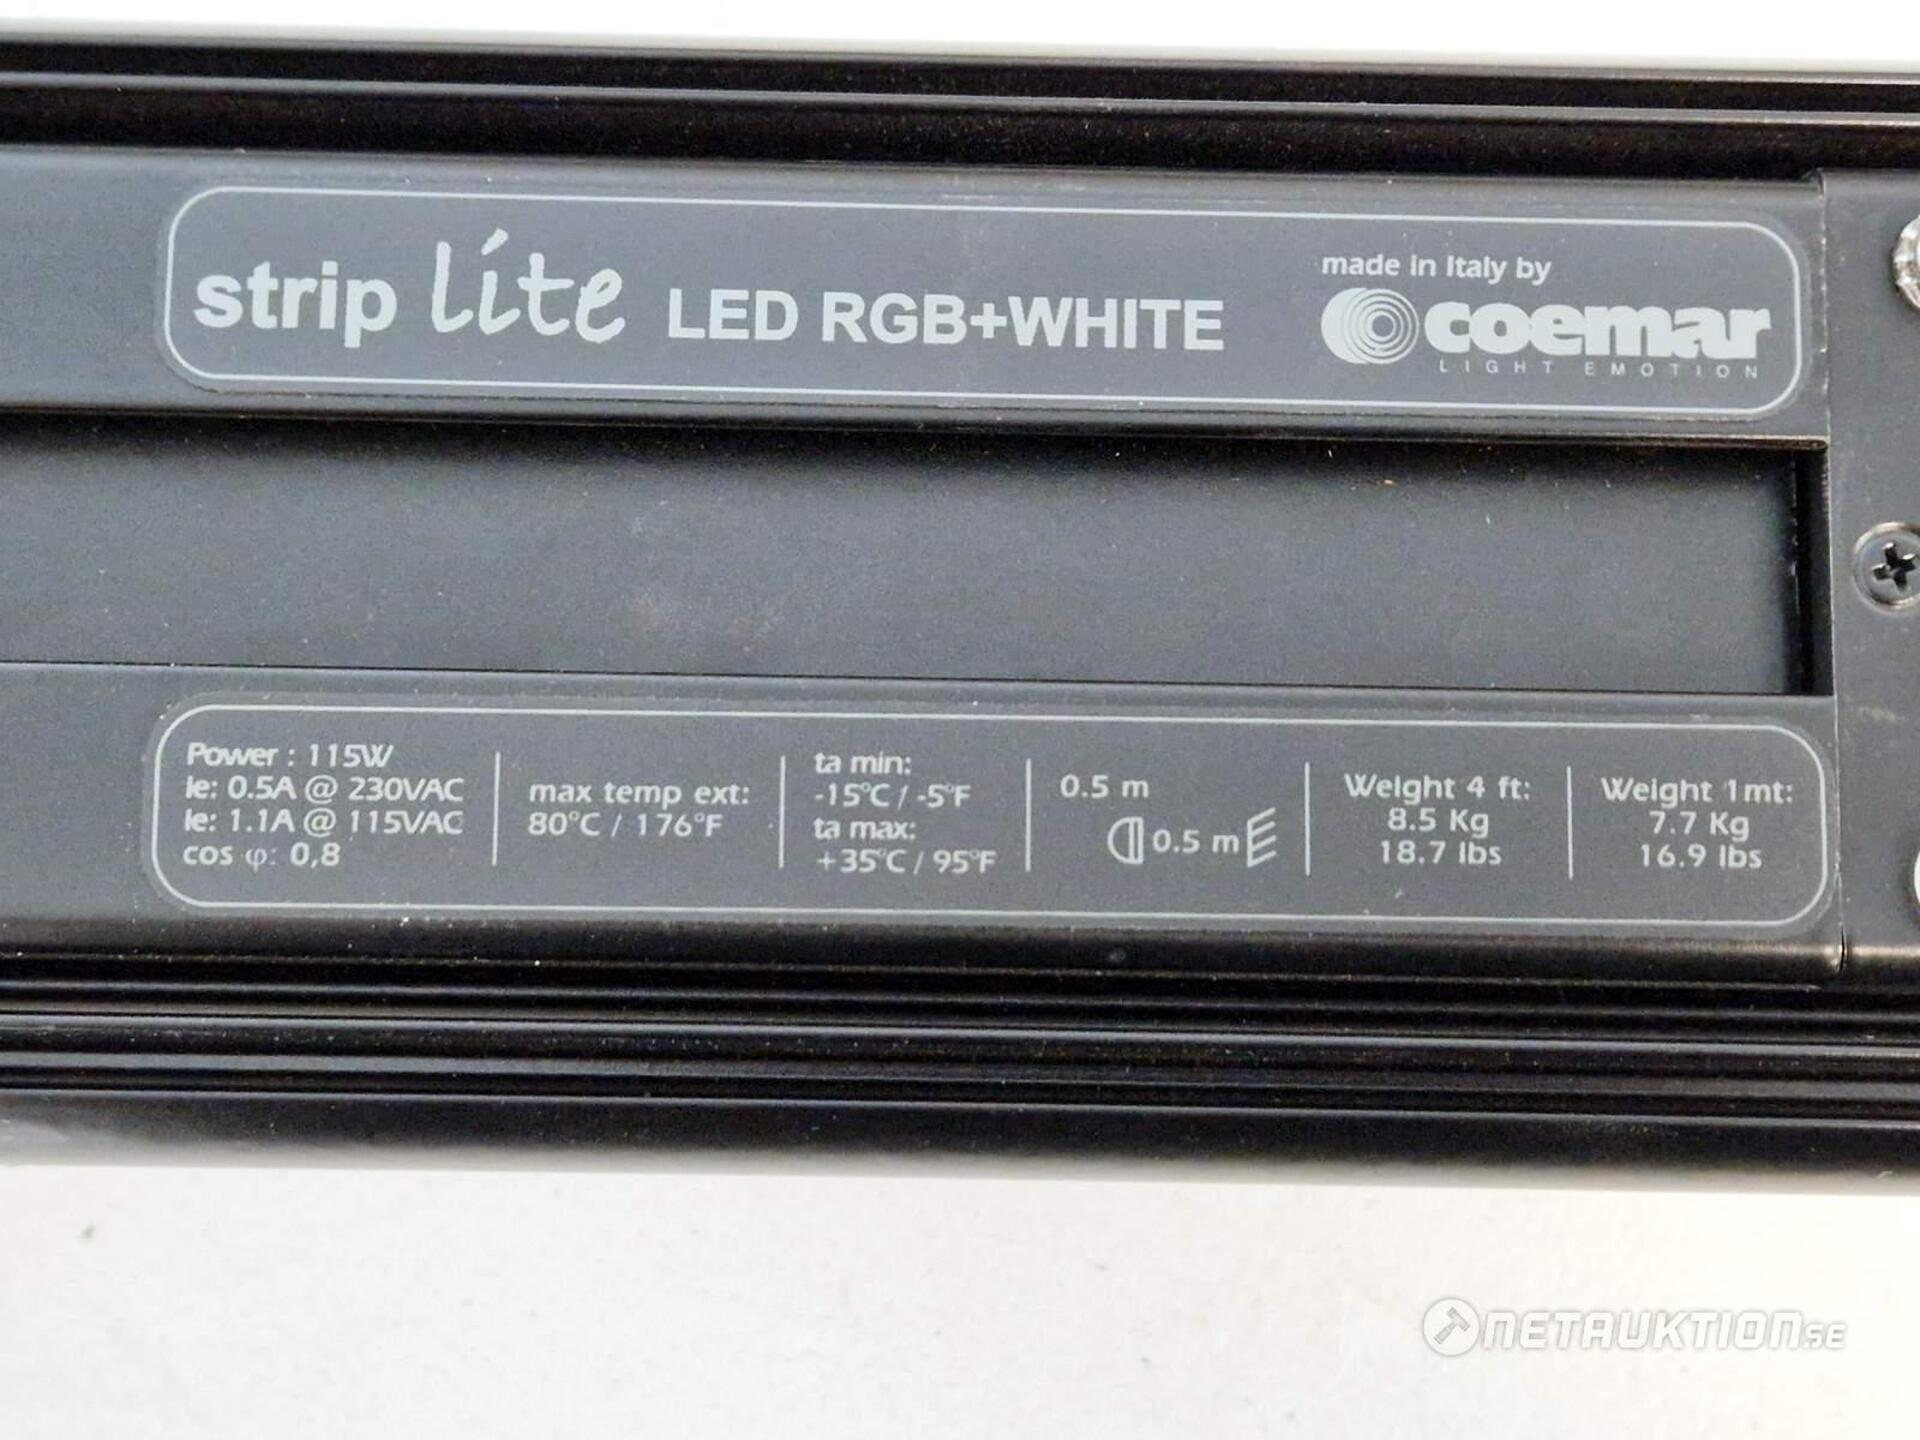 strip lite LED RGB+WHITE
made in Italy by
coemar
LIGHT EMOTION
Power : 115W
Ie: 0.5A @ 230VAC
Ie: 1.1A @ 115VAC
cos φ: 0,8
max temp ext:
80°C / 176°F
ta min:
-15°C / -5°F
ta max:
+35°C / 95°F
0.5 m
0.5 m
Weight 4 ft:
8.5 Kg
18.7 lbs
Weight 1mt:
7.7 Kg
16.9 lbs
NETAUKTION.SE